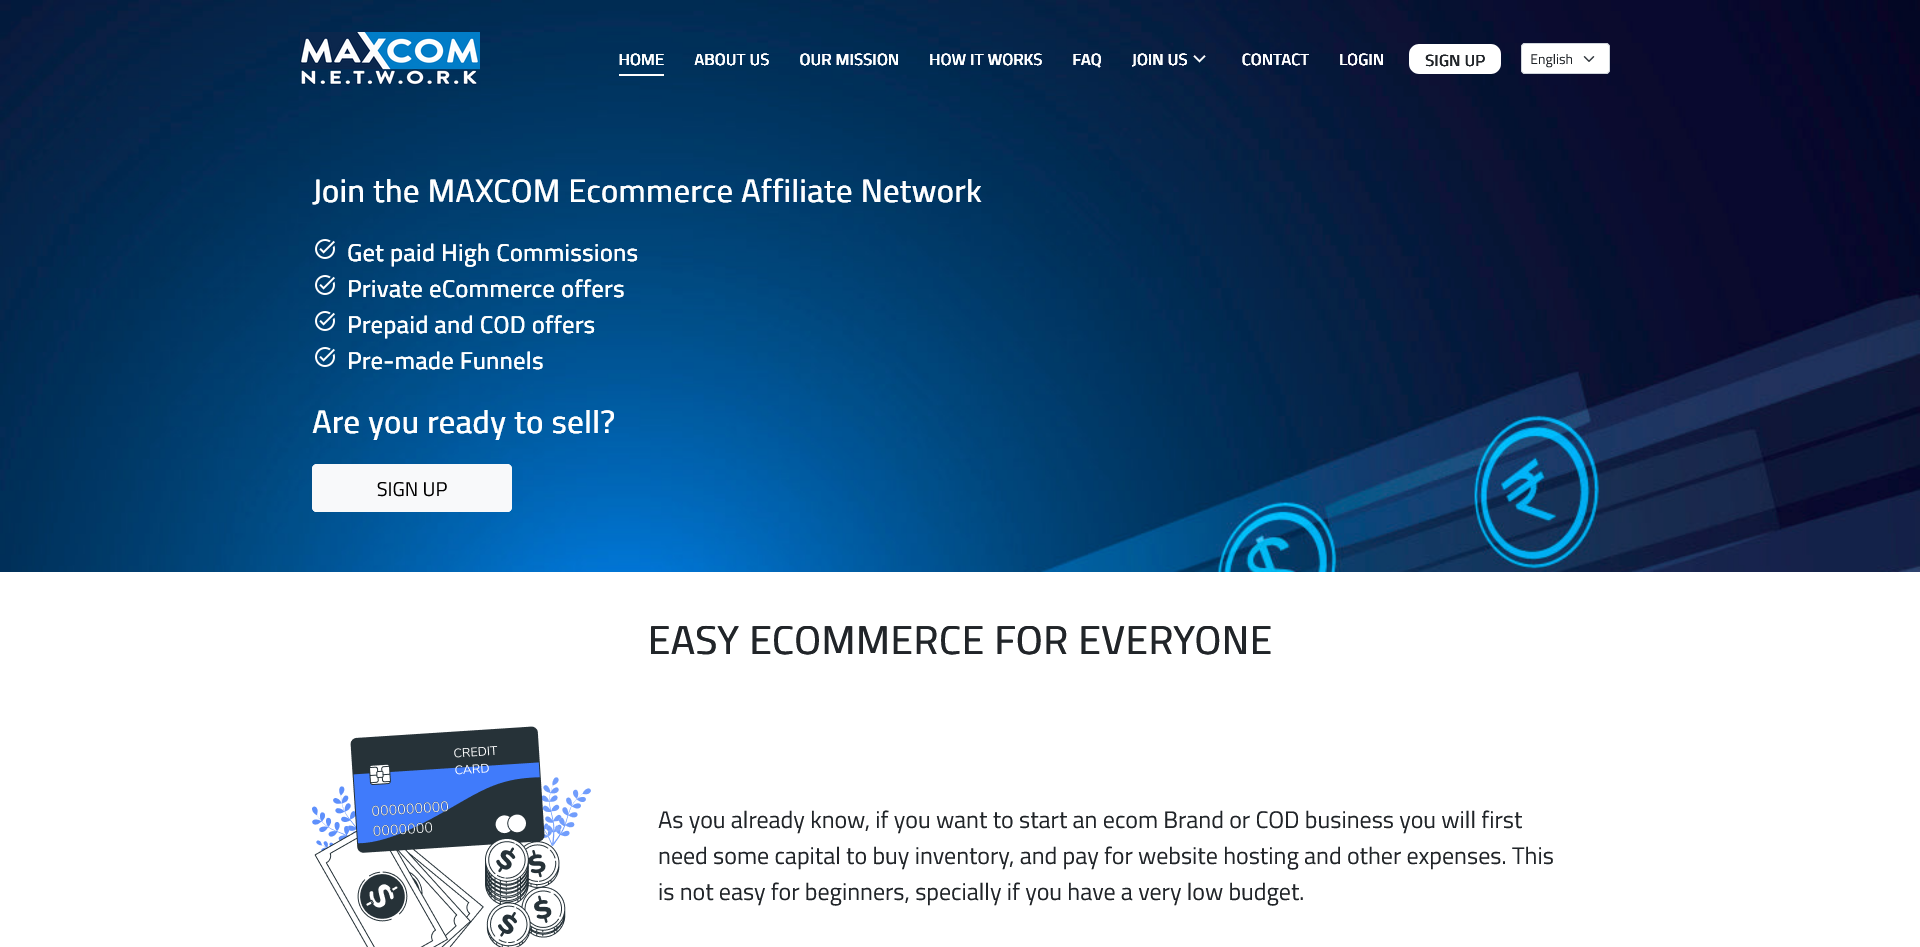 MAXCOM
N.E.T.W.O.R.K
HOME ABOUT US OUR MISSION HOW IT WORKS FAQ JOIN US CONTACT LOGIN SIGN UP English
Join the MAXCOM Ecommerce Affiliate Network
Get paid High Commissions
Private eCommerce offers
Prepaid and COD offers
Pre-made Funnels
Are you ready to sell?
SIGN UP
₹
$
EASY ECOMMERCE FOR EVERYONE
CREDIT
CARD
000000000
0000000
$
$
$
$
$
As you already know, if you want to start an ecom Brand or COD business you will first
need some capital to buy inventory, and pay for website hosting and other expenses. This
is not easy for beginners, specially if you have a very low budget.